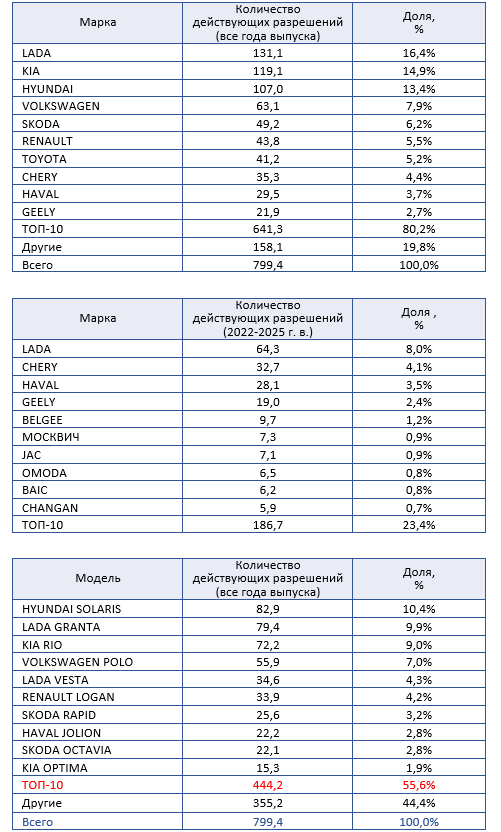 Марка Количество действующих разрешений (все года выпуска) Доля, %
LADA 131,1 16,4%
KIA 119,1 14,9%
HYUNDAI 107,0 13,4%
VOLKSWAGEN 63,1 7,9%
SKODA 49,2 6,2%
RENAULT 43,8 5,5%
TOYOTA 41,2 5,2%
CHERY 35,3 4,4%
HAVAL 29,5 3,7%
GEELY 21,9 2,7%
ТОП-10 641,3 80,2%
Другие 158,1 19,8%
Всего 799,4 100,0%
Марка Количество действующих разрешений (2022-2025 г. в.) Доля , %
LADA 64,3 8,0%
CHERY 32,7 4,1%
HAVAL 28,1 3,5%
GEELY 19,0 2,4%
BELGEE 9,7 1,2%
МОСКВИЧ 7,3 0,9%
JAC 7,1 0,9%
OMODA 6,5 0,8%
BAIC 6,2 0,8%
CHANGAN 5,9 0,7%
ТОП-10 186,7 23,4%
Модель Количество действующих разрешений (все года выпуска) Доля, %
HYUNDAI SOLARIS 82,9 10,4%
LADA GRANTA 79,4 9,9%
KIA RIO 72,2 9,0%
VOLKSWAGEN POLO 55,9 7,0%
LADA VESTA 34,6 4,3%
RENAULT LOGAN 33,9 4,2%
SKODA RAPID 25,6 3,2%
HAVAL JOLION 22,2 2,8%
SKODA OCTAVIA 22,1 2,8%
KIA OPTIMA 15,3 1,9%
ТОП-10 444,2 55,6%
Другие 355,2 44,4%
Всего 799,4 100,0%